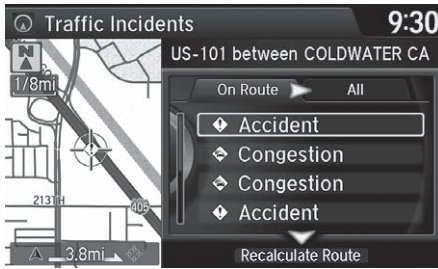 Traffic Incidents
9:30
N
1/8mi
213TH
405
3.8mi
US-101 between COLDWATER CA
On Route
All
Accident
Congestion
Congestion
Accident
Recalculate Route